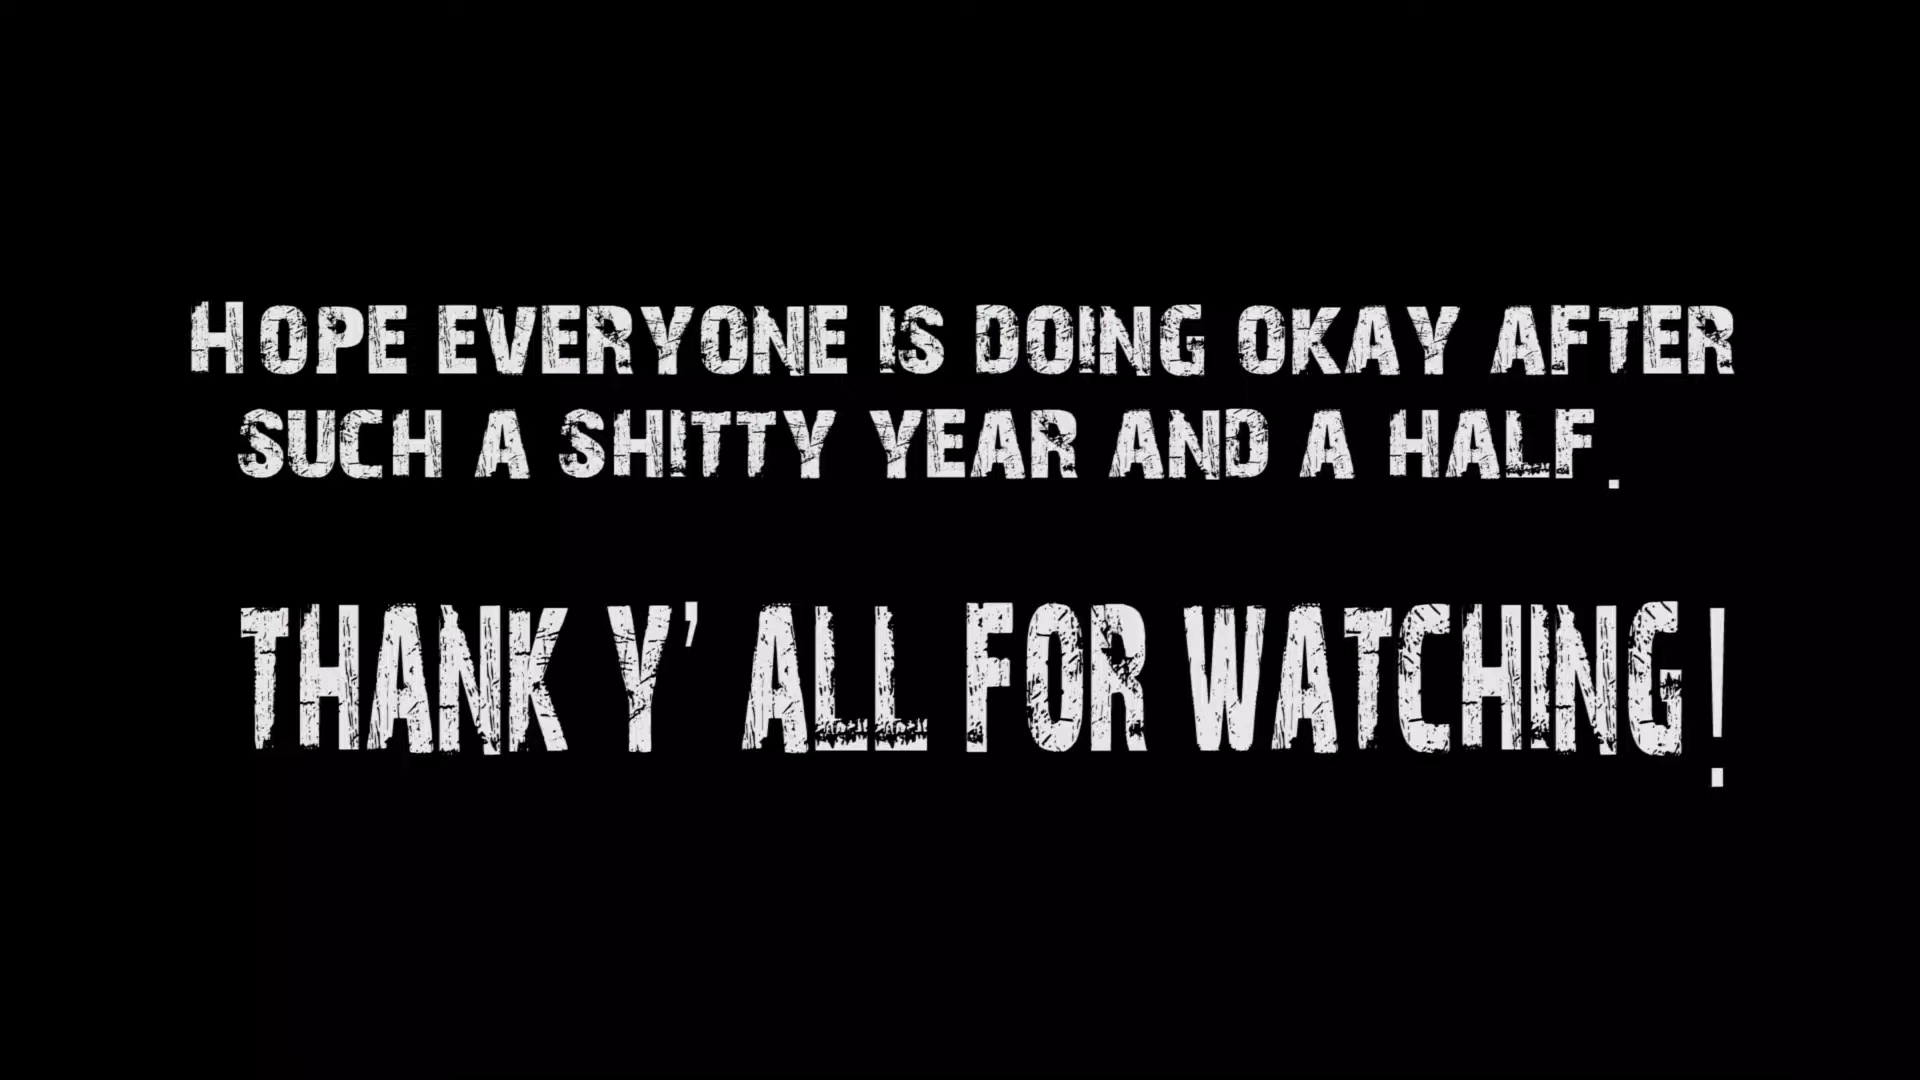 Hope everyone is doing okay after
such a shitty year and a half.
THANK Y' ALL FOR WATCHING!